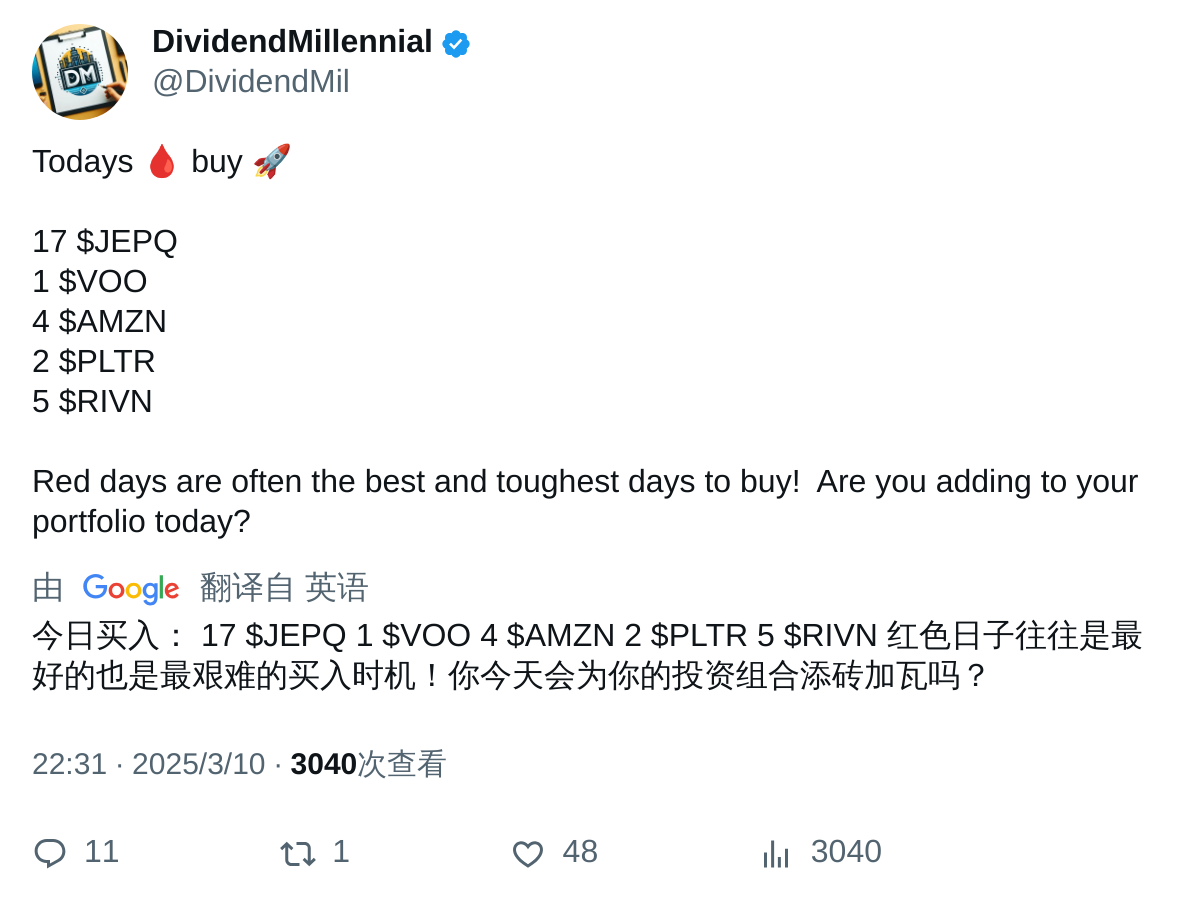 DM
DividendMillennial
@DividendMil
Todays 🩸 buy 🚀
17 $JEPQ
1 $VOO
4 $AMZN
2 $PLTR
5 $RIVN
Red days are often the best and toughest days to buy!  Are you adding to your
portfolio today?
由 Google 翻译自 英语
今日买入： 17 $JEPQ 1 $VOO 4 $AMZN 2 $PLTR 5 $RIVN 红色日子往往是最
好的也是最艰难的买入时机！你今天会为你的投资组合添砖加瓦吗？
22:31 · 2025/3/10 · 3040次查看
11 1 48 3040